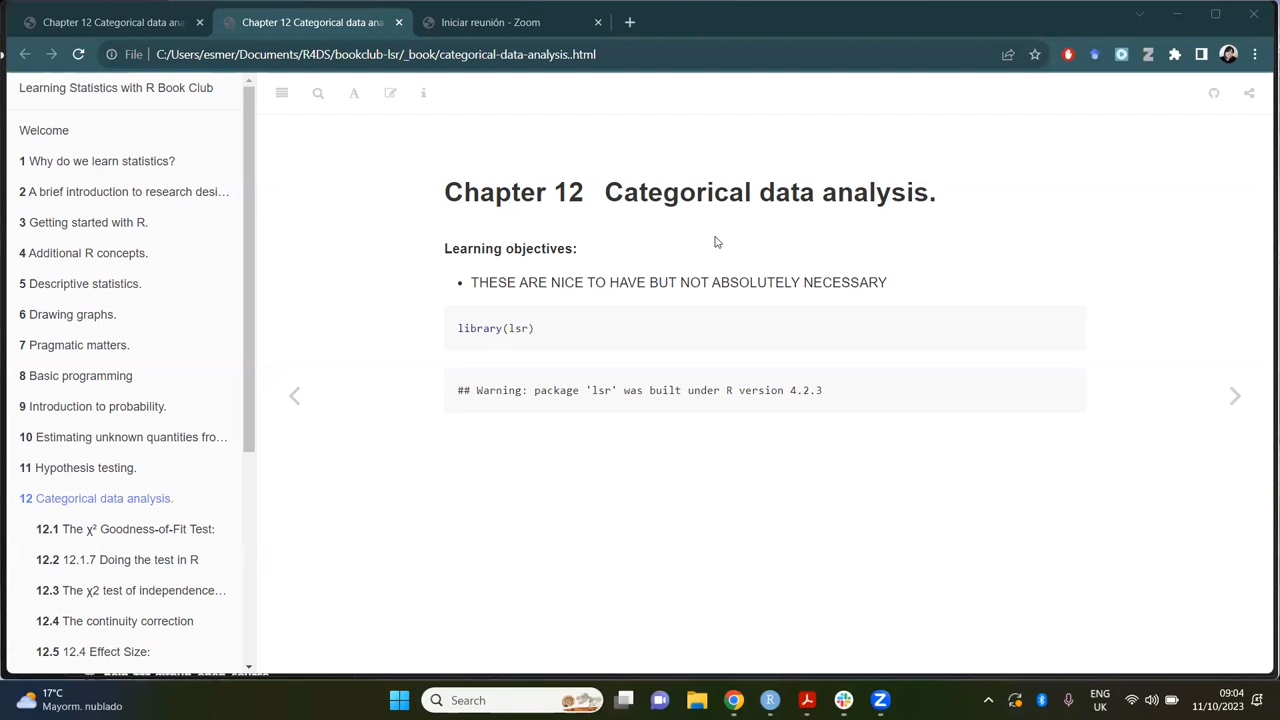 Chapter 12 Categorical data ana
Chapter 12 Categorical data ana
Iniciar reunión - Zoom
File
C:/Users/esmer/Documents/R4DS/bookclub-lsr/_book/categorical-data-analysis..html
Learning Statistics with R Book Club
Welcome
1 Why do we learn statistics?
2 A brief introduction to research desi…
3 Getting started with R.
4 Additional R concepts.
5 Descriptive statistics.
6 Drawing graphs.
7 Pragmatic matters.
8 Basic programming
9 Introduction to probability.
10 Estimating unknown quantities fro…
11 Hypothesis testing.
12 Categorical data analysis.
12.1 The χ² Goodness-of-Fit Test:
12.2 12.1.7 Doing the test in R
12.3 The χ2 test of independence…
12.4 The continuity correction
12.5 12.4 Effect Size:
Chapter 12 Categorical data analysis.
Learning objectives:
• THESE ARE NICE TO HAVE BUT NOT ABSOLUTELY NECESSARY
library(lsr)
## Warning: package 'lsr' was built under R version 4.2.3
17°C
Mayorm. nublado
Search
ENG
UK
09:04
11/10/2023